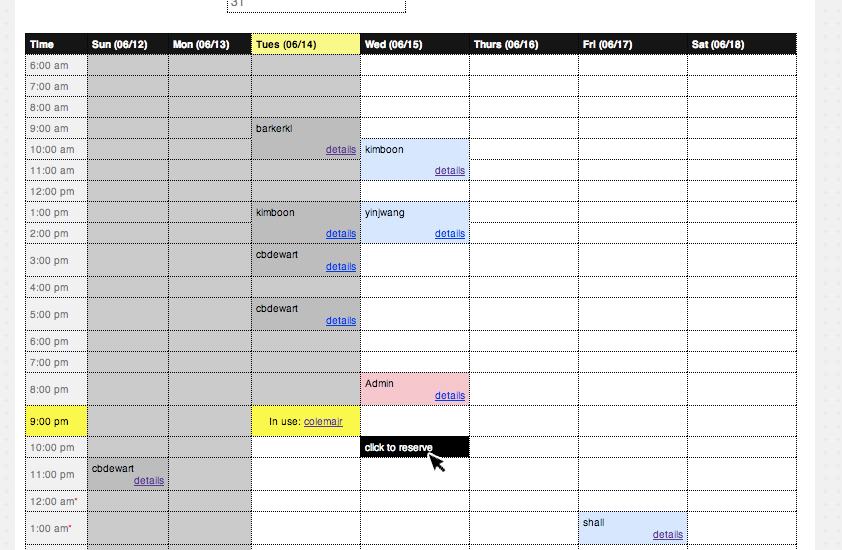 31
Time Sun (06/12) Mon (06/13) Tues (06/14) Wed (06/15) Thurs (06/16) Fri (06/17) Sat (06/18)
6:00 am
7:00 am
8:00 am
9:00 am barkerkl
10:00 am details kimboon
11:00 am details
12:00 pm
1:00 pm kimboon yinjwang
2:00 pm details details
cbdewart
3:00 pm
details
4:00 pm
cbdewart
5:00 pm
details
6:00 pm
7:00 pm
Admin
8:00 pm
details
9:00 pm In use: colemajr
10:00 pm click to reserve
cbdewart
11:00 pm
details
12:00 am*
shall
1:00 am*
details